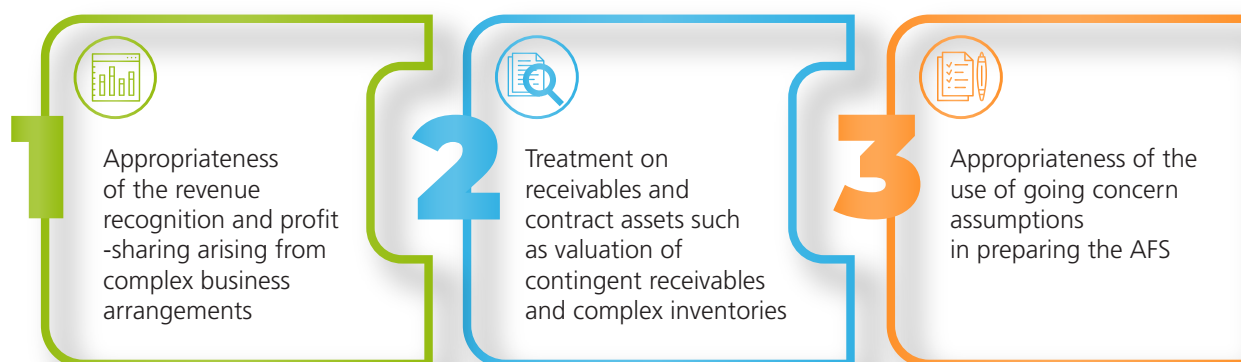 1
Appropriateness
of the revenue
recognition and profit
-sharing arising from
complex business
arrangements
2
Treatment on
receivables and
contract assets such
as valuation of
contingent receivables
and complex inventories
3
Appropriateness of the
use of going concern
assumptions
in preparing the AFS